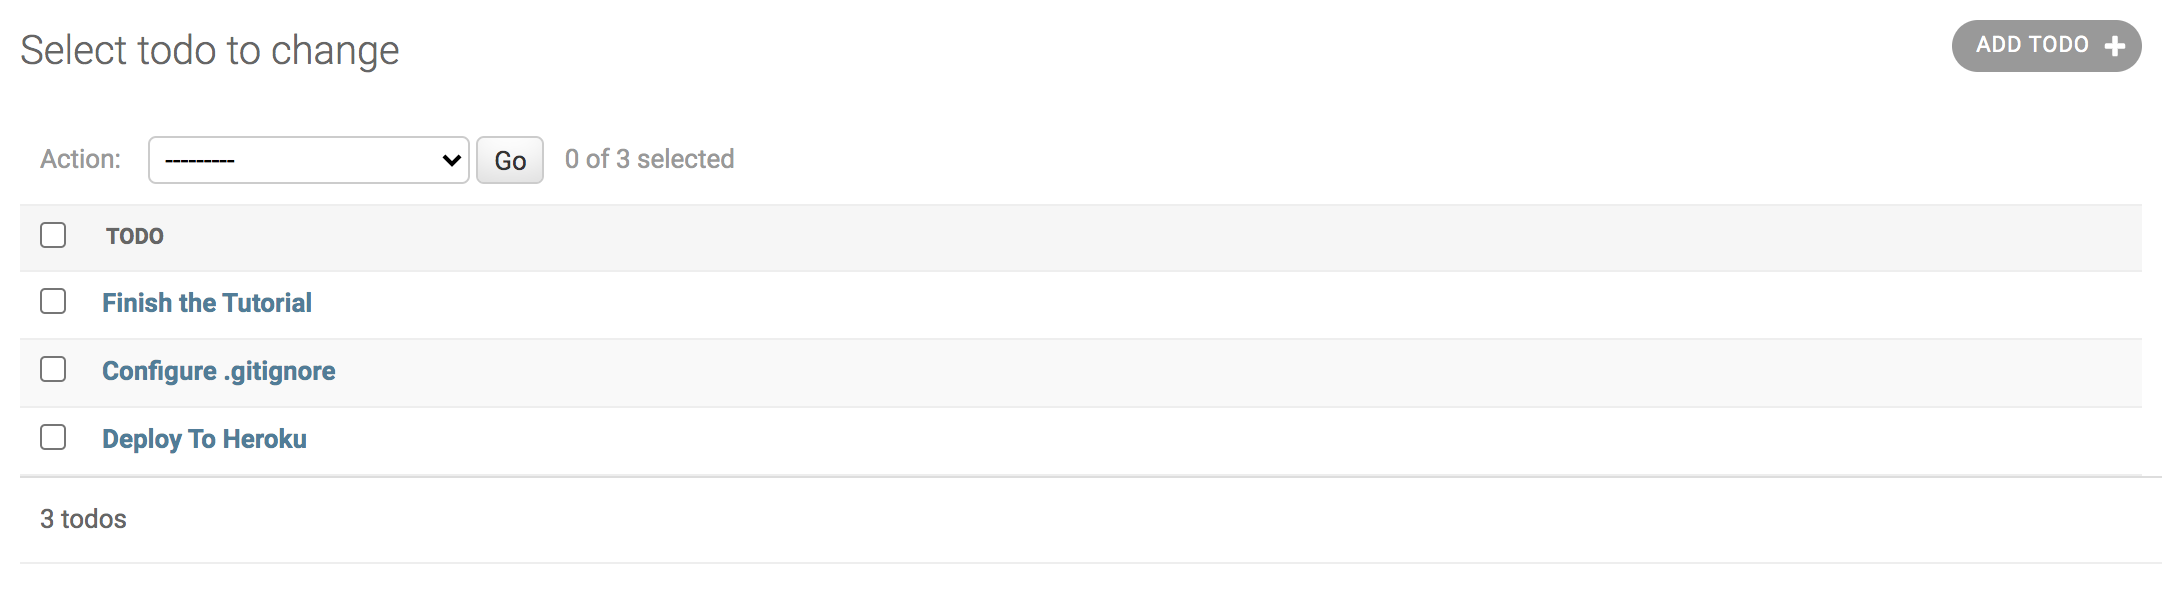 Select todo to change
ADD TODO
Action: --------- Go 0 of 3 selected
TODO
Finish the Tutorial
Configure .gitignore
Deploy To Heroku
3 todos